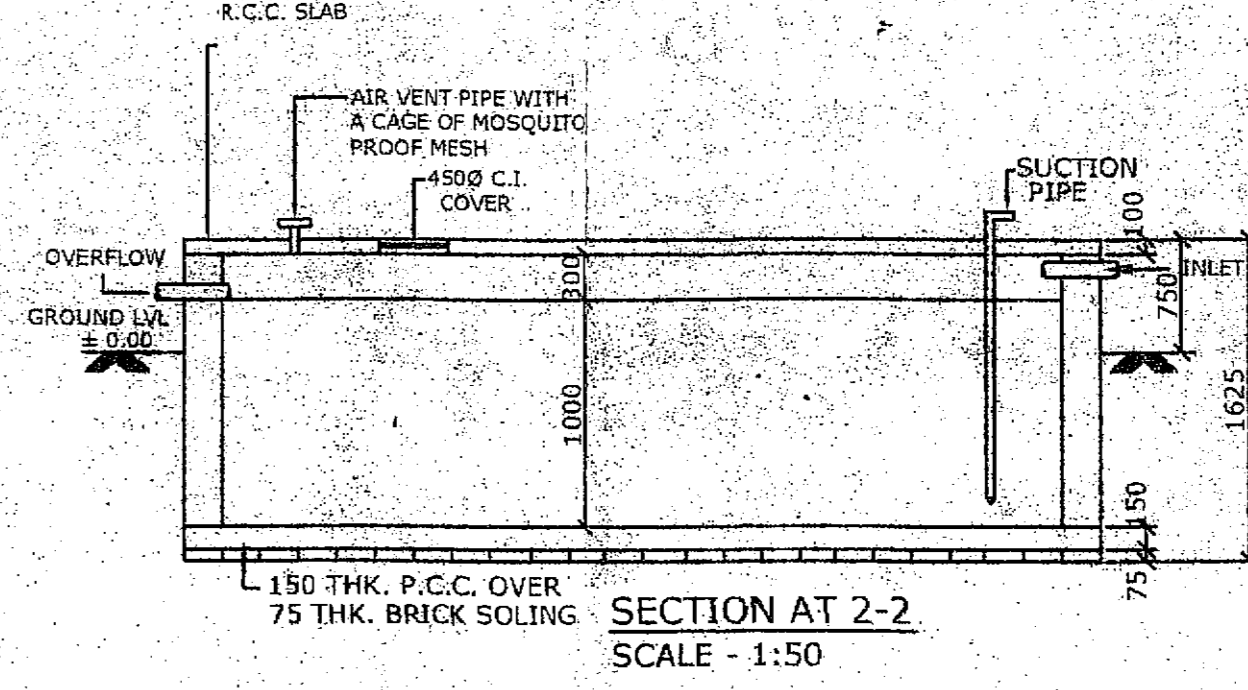 R.C.C. SLAB
AIR VENT PIPE WITH
A CAGE OF MOSQUITO
PROOF MESH
450Ø C.I.
COVER
SUCTION
PIPE
100
OVERFLOW
300
INLET
750
GROUND LVL
± 0.00
1000
1625
150
75
150 THK. P.C.C. OVER
75 THK. BRICK SOLING
SECTION AT 2-2
SCALE - 1:50